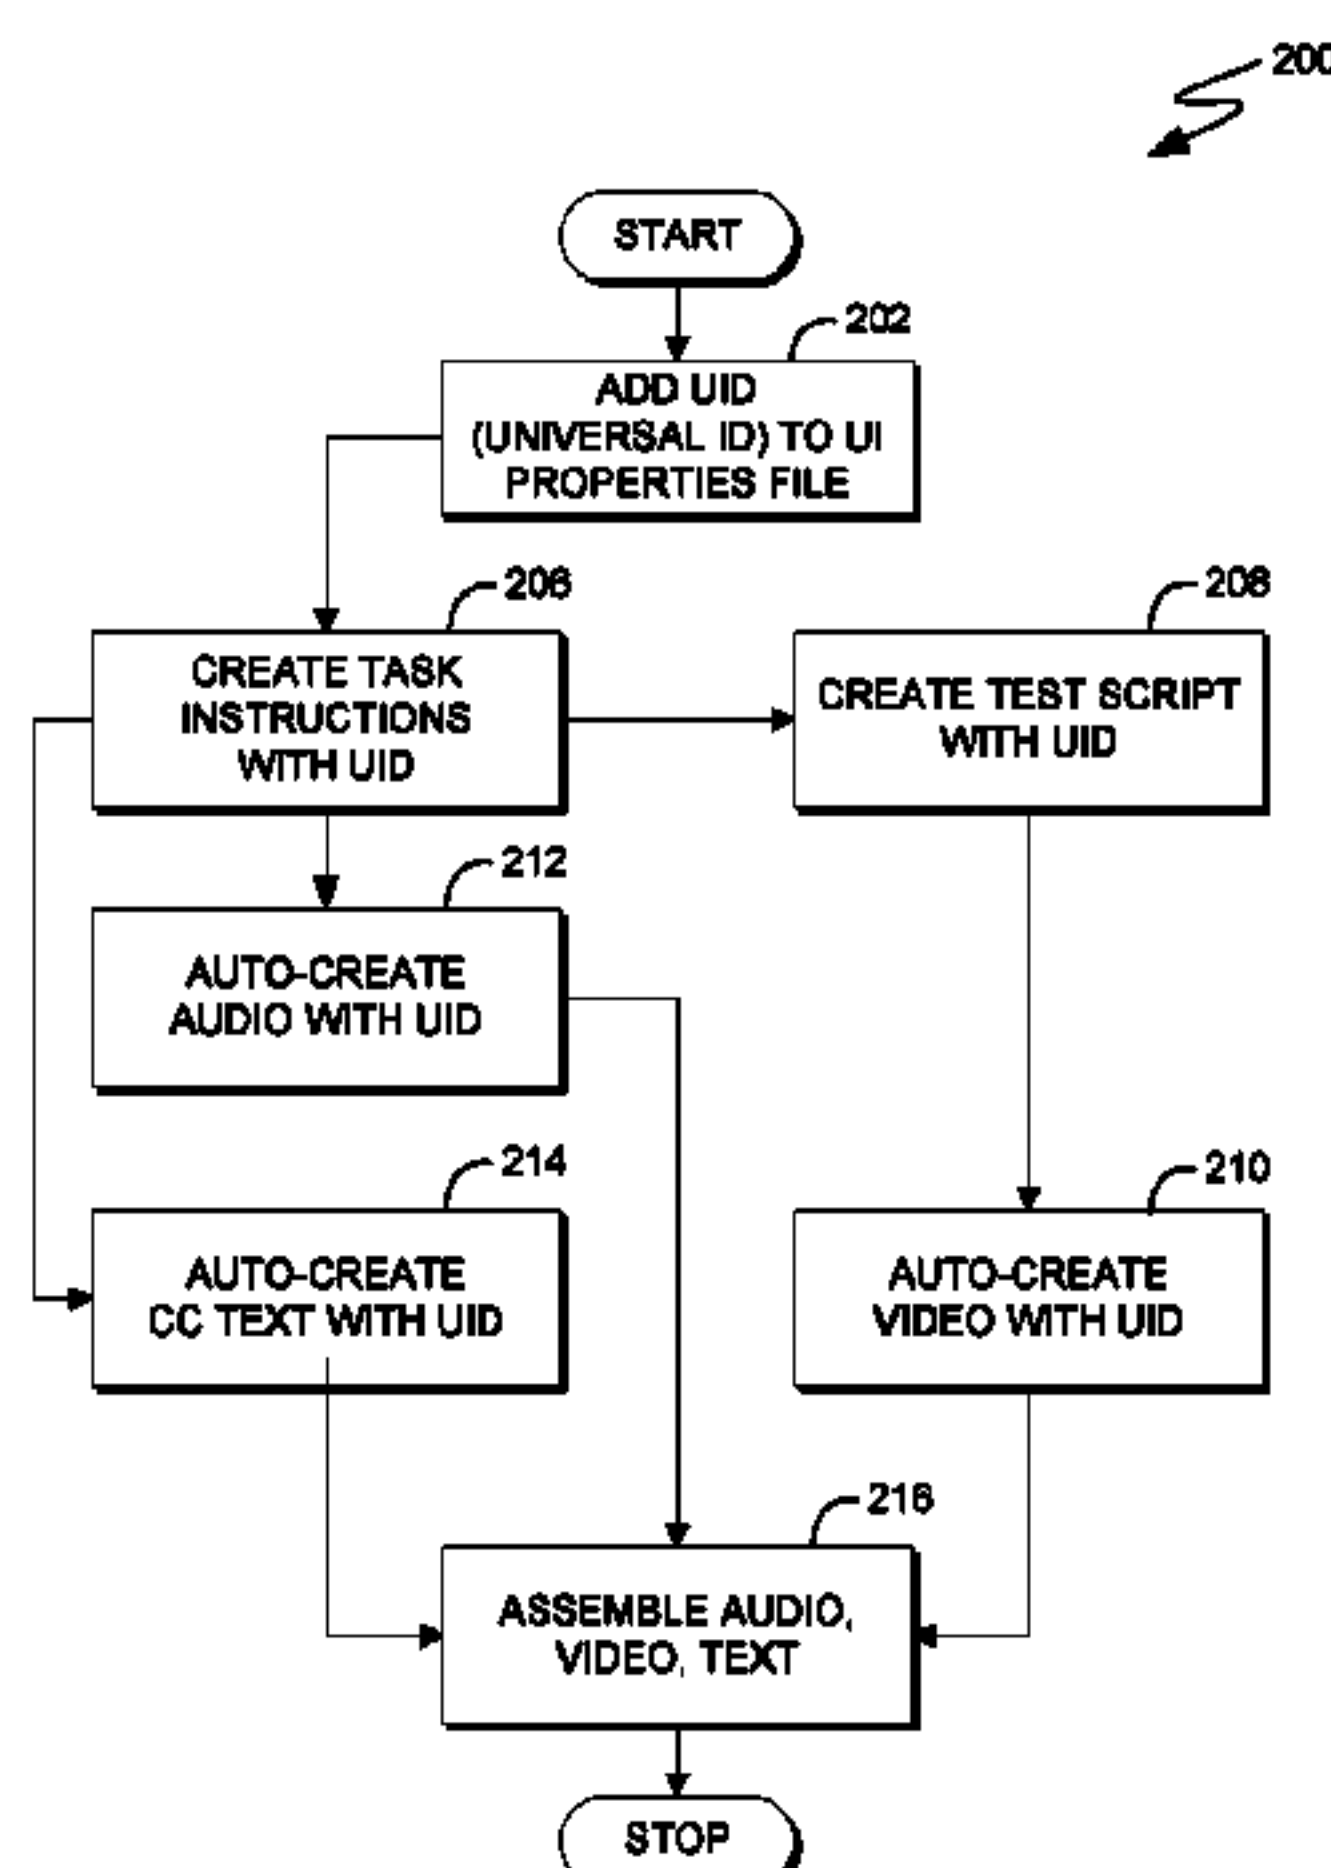 200
START
202
ADD UID
(UNIVERSAL ID) TO UI
PROPERTIES FILE
206
CREATE TASK
INSTRUCTIONS
WITH UID
208
CREATE TEST SCRIPT
WITH UID
212
AUTO-CREATE
AUDIO WITH UID
214
AUTO-CREATE
CC TEXT WITH UID
210
AUTO-CREATE
VIDEO WITH UID
216
ASSEMBLE AUDIO,
VIDEO, TEXT
STOP